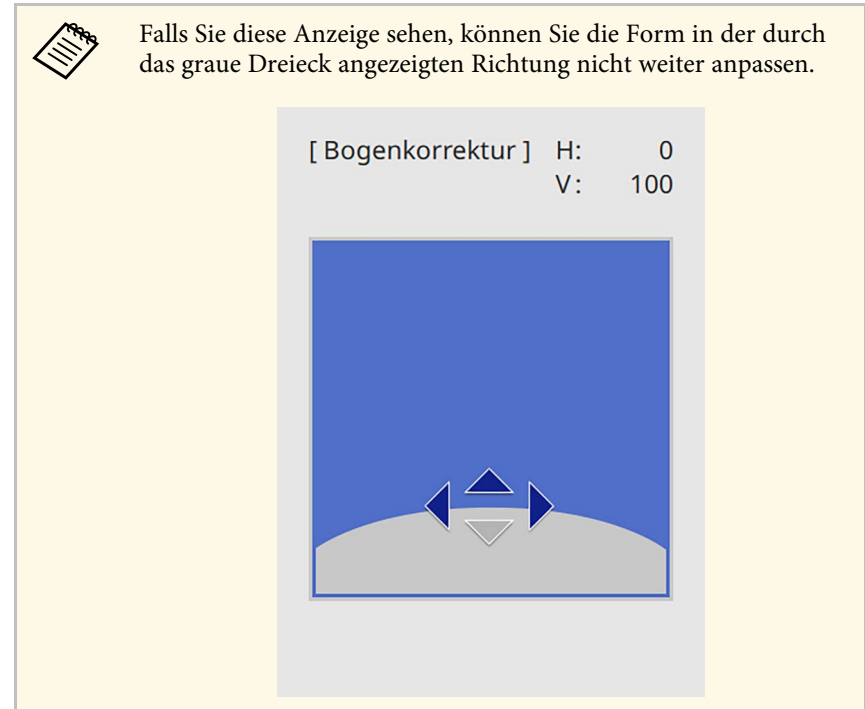 Falls Sie diese Anzeige sehen, können Sie die Form in der durch
das graue Dreieck angezeigten Richtung nicht weiter anpassen.
[ Bogenkorrektur ] H: 0
V: 100